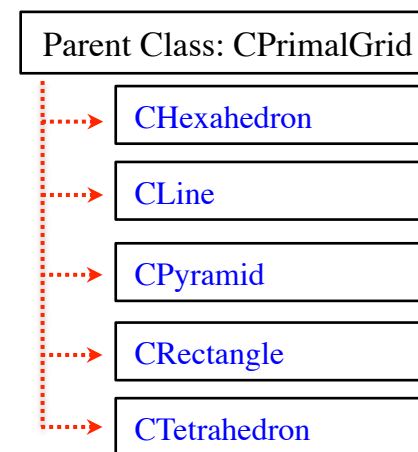 Parent Class: CPrimalGrid
CHexahedron
CLine
CPyramid
CRectangle
CTetrahedron